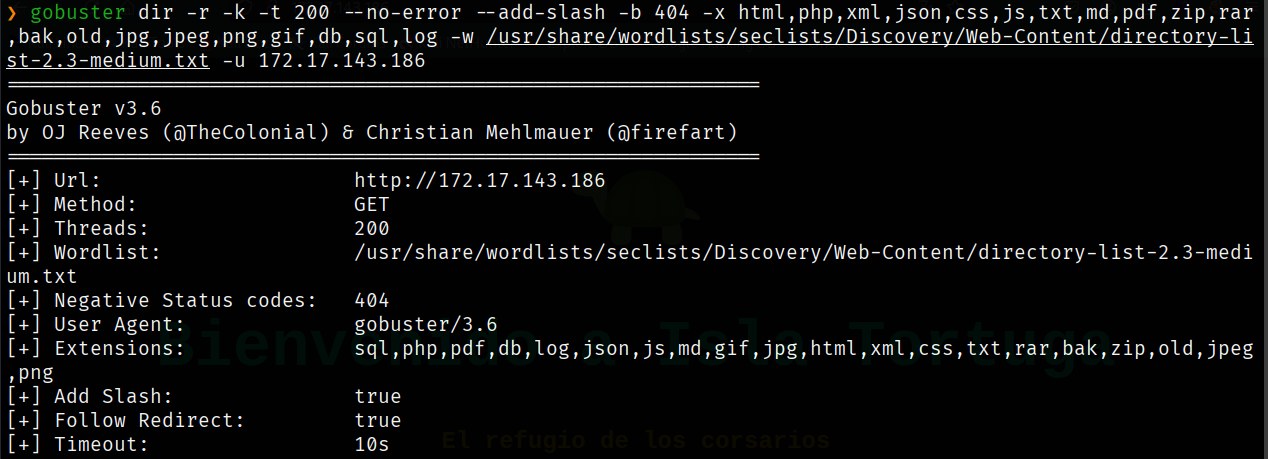 ❯ gobuster dir -r -k -t 200 --no-error --add-slash -b 404 -x html,php,xml,json,css,js,txt,md,pdf,zip,rar
,bak,old,jpg,jpeg,png,gif,db,sql,log -w /usr/share/wordlists/seclists/Discovery/Web-Content/directory-li
st-2.3-medium.txt -u 172.17.143.186
===============================================================
Gobuster v3.6
by OJ Reeves (@TheColonial) & Christian Mehlmauer (@firefart)
===============================================================
[+] Url:                     http://172.17.143.186
[+] Method:                  GET
[+] Threads:                 200
[+] Wordlist:                /usr/share/wordlists/seclists/Discovery/Web-Content/directory-list-2.3-medi
um.txt
[+] Negative Status codes:   404
[+] User Agent:              gobuster/3.6
Bienvenido a Isla Tortuga
[+] Extensions:              sql,php,pdf,db,log,json,js,md,gif,jpg,html,xml,css,txt,rar,bak,zip,old,jpeg
,png
[+] Add Slash:               true
[+] Follow Redirect:         true
El refugio de los corsarios
[+] Timeout:                 10s